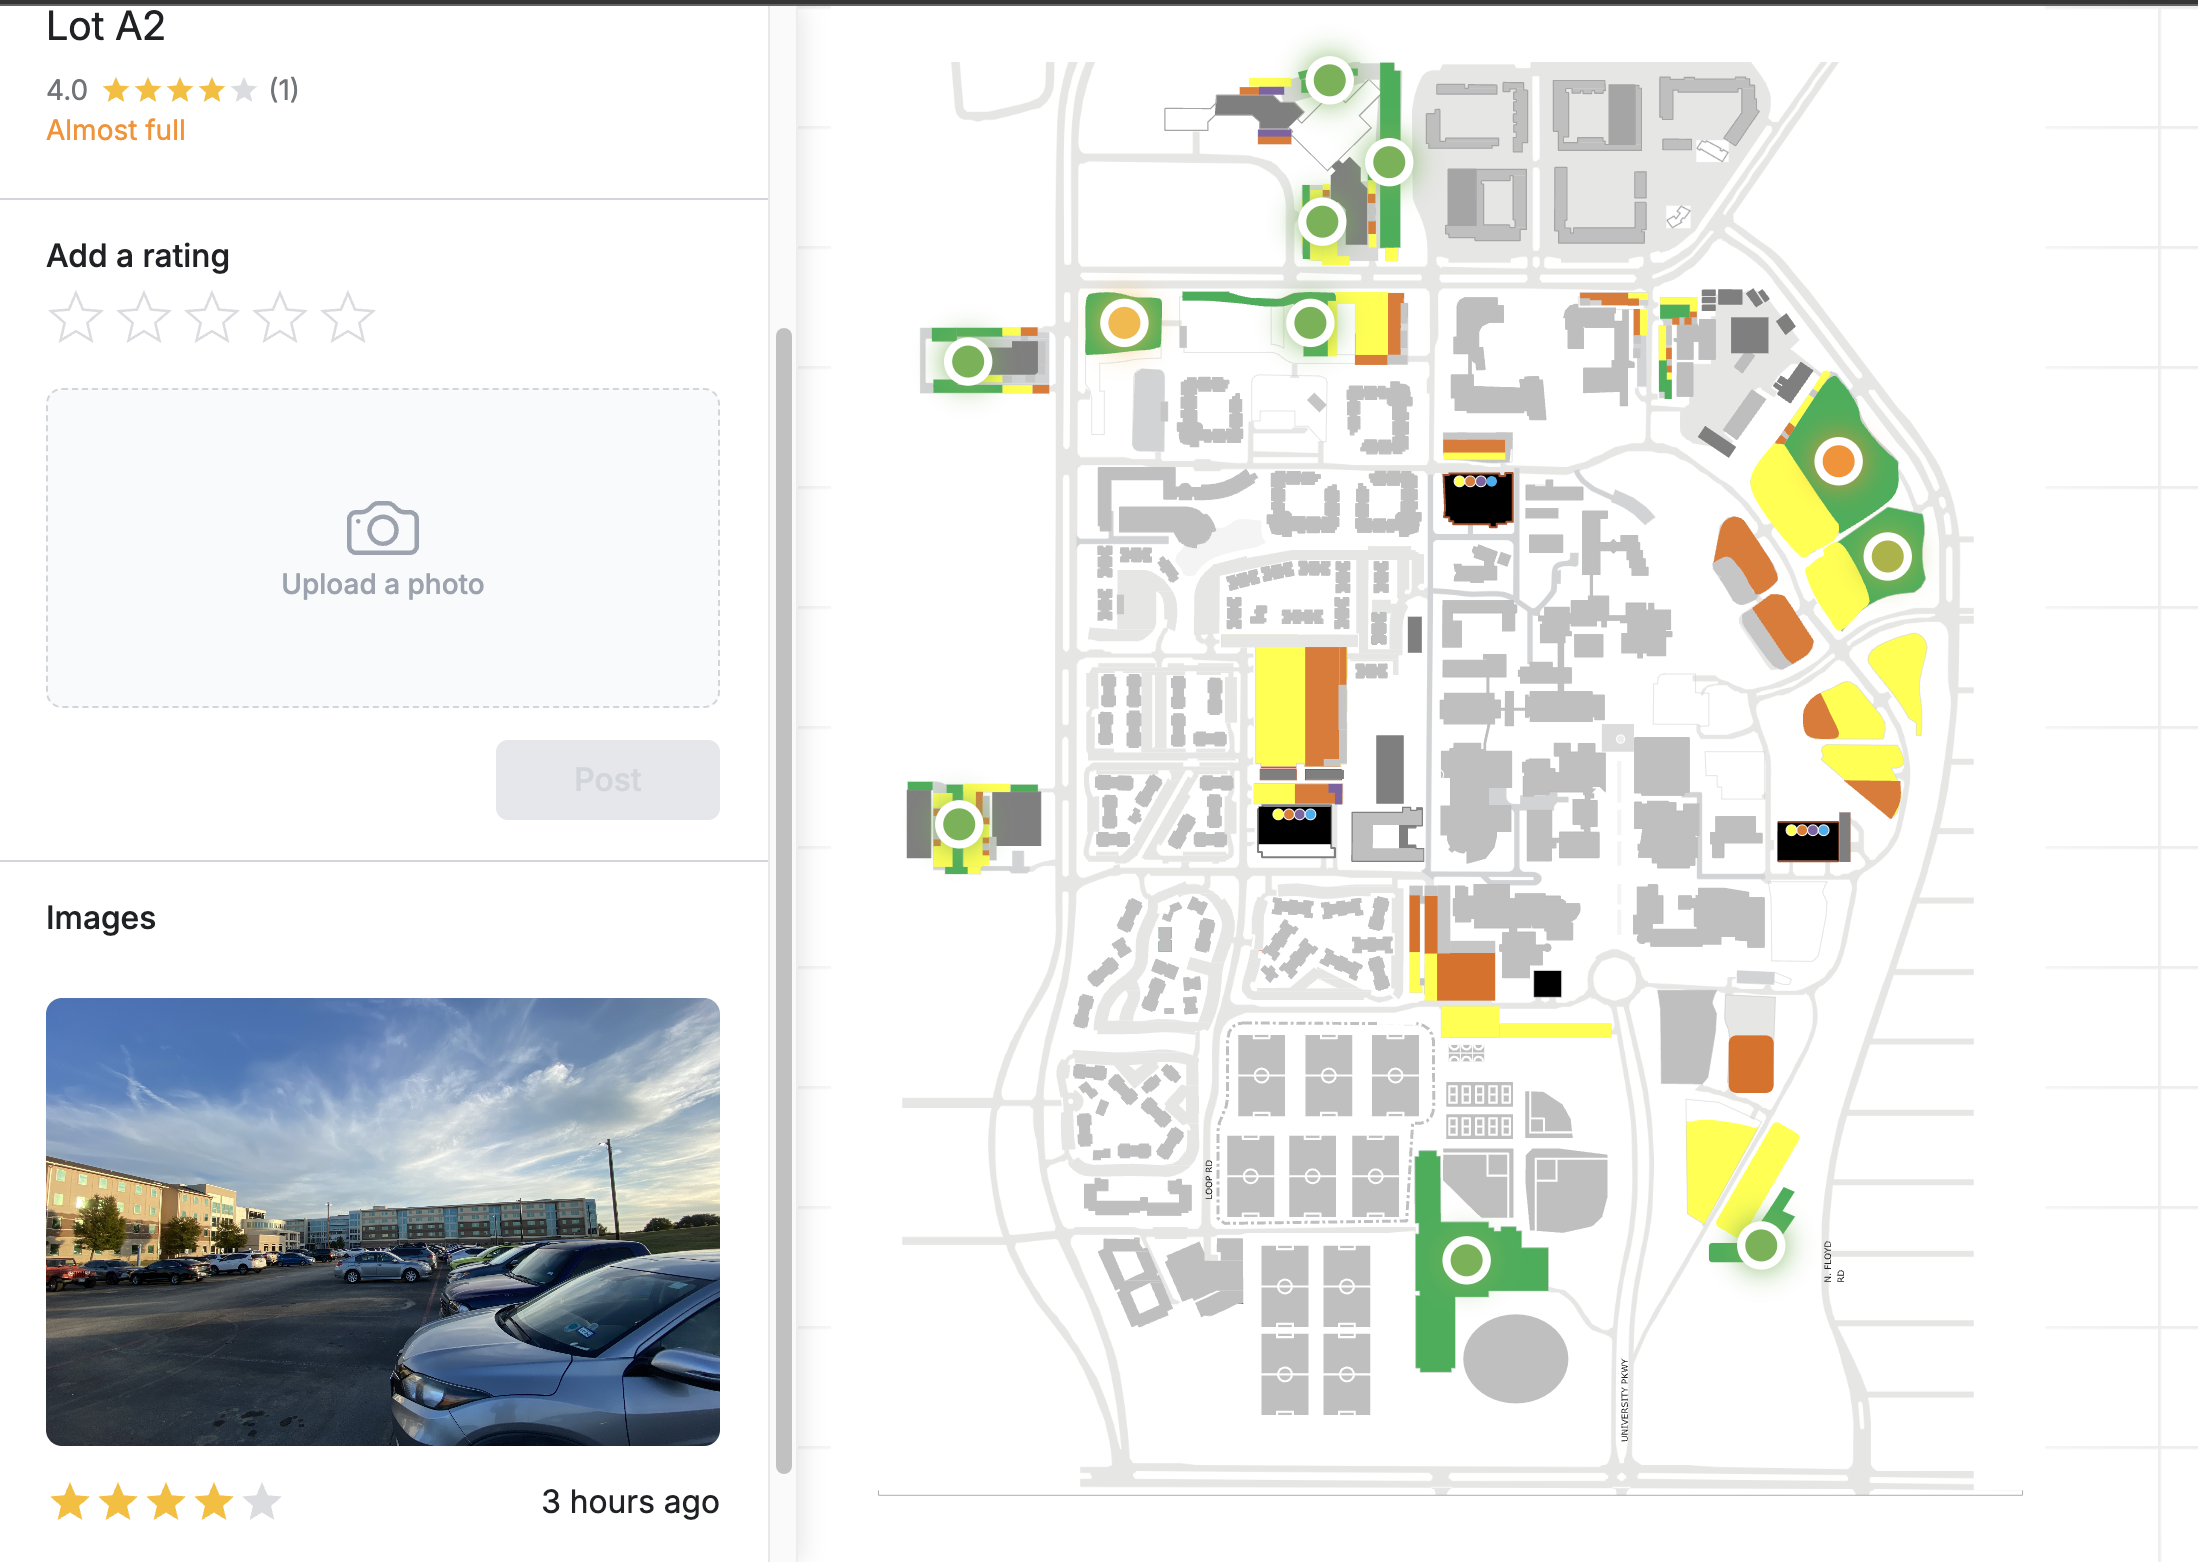 Lot A2
4.0 (1)
Almost full
Add a rating
Upload a photo
Post
Images
3 hours ago
LOOP RD
N. FLOYD
RD
UNIVERSITY PKWY